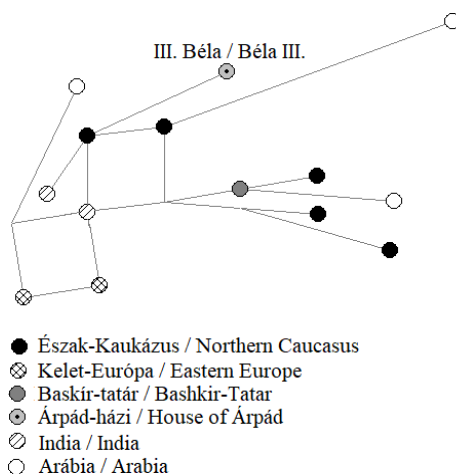 III. Béla / Béla III.
Észak-Kaukázus / Northern Caucasus
Kelet-Európa / Eastern Europe
Baskír-tatár / Bashkir-Tatar
Árpád-házi / House of Árpád
India / India
Arábia / Arabia